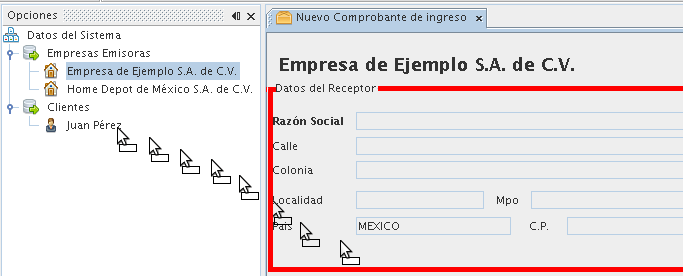 Opciones
Datos del Sistema
Empresas Emisoras
Empresa de Ejemplo S.A. de C.V.
Home Depot de México S.A. de C.V.
Clientes
Juan Pérez
Nuevo Comprobante de ingreso
Empresa de Ejemplo S.A. de C.V.
Datos del Receptor
Razón Social
Calle
Colonia
Localidad Mpo
País MEXICO C.P.